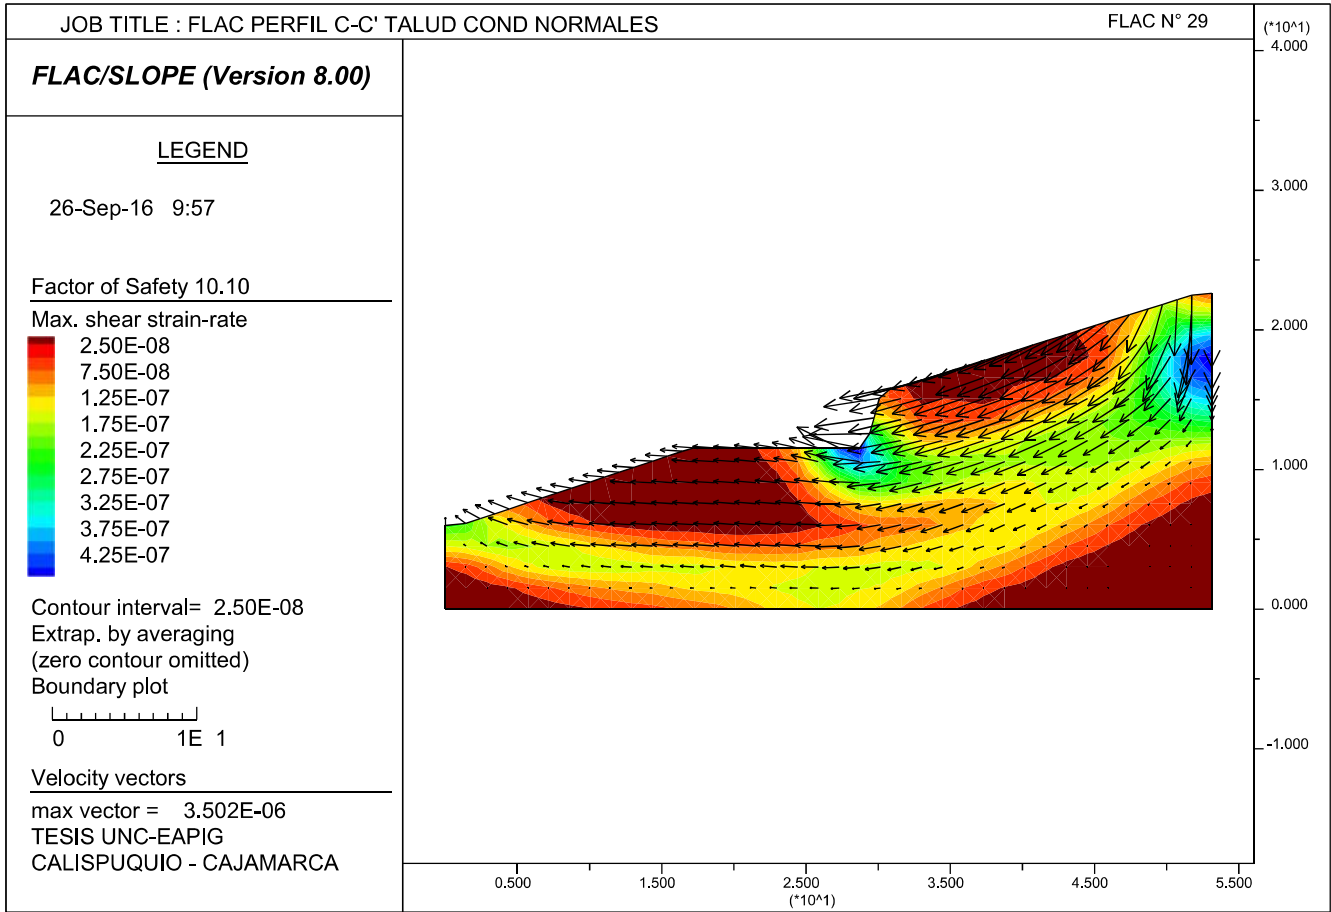 JOB TITLE : FLAC PERFIL C-C' TALUD COND NORMALES
FLAC N° 29
(*10^1)
FLAC/SLOPE (Version 8.00)
LEGEND
26-Sep-16 9:57
Factor of Safety 10.10
Max. shear strain-rate
2.50E-08
7.50E-08
1.25E-07
1.75E-07
2.25E-07
2.75E-07
3.25E-07
3.75E-07
4.25E-07
Contour interval= 2.50E-08
Extrap. by averaging
(zero contour omitted)
Boundary plot
0 1E 1
Velocity vectors
max vector = 3.502E-06
TESIS UNC-EAPIG
CALISPUQUIO - CAJAMARCA
4.000
3.000
2.000
1.000
0.000
-1.000
0.500 1.500 2.500 3.500 4.500 5.500
(*10^1)